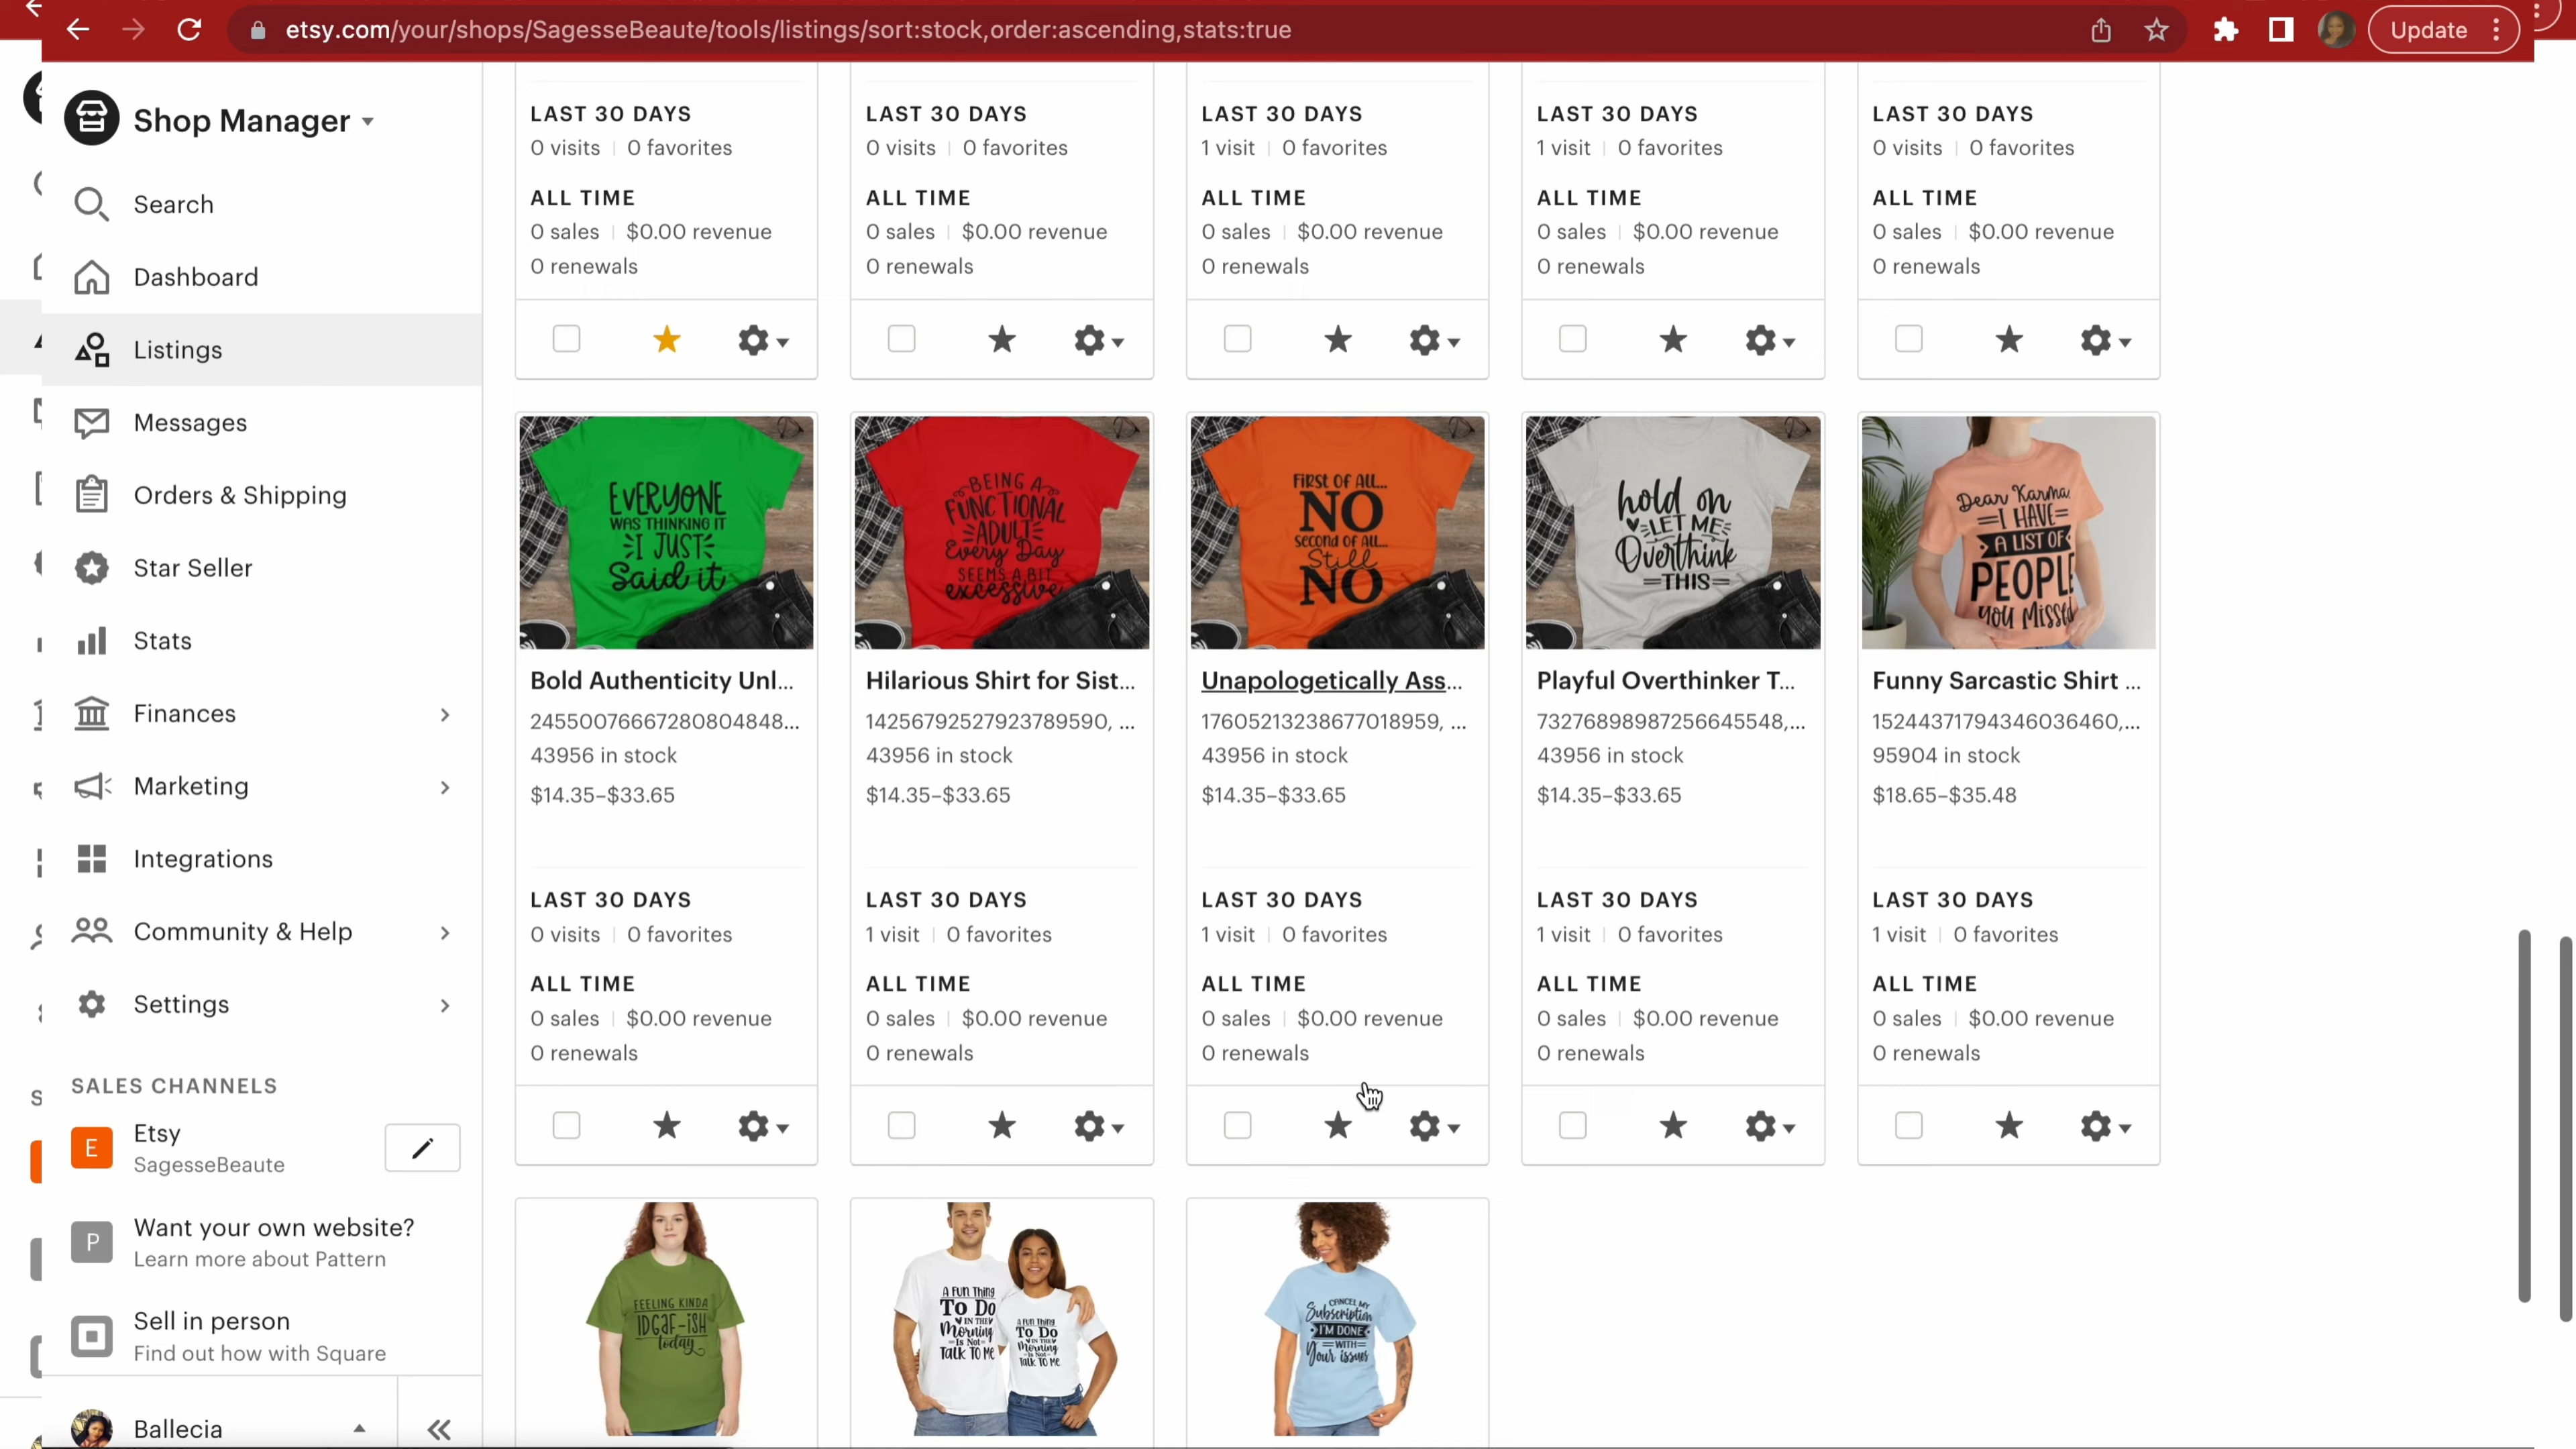 etsy.com/your/shops/SagesseBeaute/tools/listings/sort:stock,order:ascending,stats:true
Update
Shop Manager
Search
Dashboard
Listings
Messages
Orders & Shipping
Star Seller
Stats
Finances
Marketing
Integrations
Community & Help
Settings
SALES CHANNELS
E
Etsy
SagesseBeaute
P
Want your own website?
Learn more about Pattern
Sell in person
Find out how with Square
Ballecia
LAST 30 DAYS
0 visits | 0 favorites
ALL TIME
0 sales | $0.00 revenue
0 renewals
LAST 30 DAYS
0 visits | 0 favorites
ALL TIME
0 sales | $0.00 revenue
0 renewals
LAST 30 DAYS
1 visit | 0 favorites
ALL TIME
0 sales | $0.00 revenue
0 renewals
LAST 30 DAYS
1 visit | 0 favorites
ALL TIME
0 sales | $0.00 revenue
0 renewals
LAST 30 DAYS
0 visits | 0 favorites
ALL TIME
0 sales | $0.00 revenue
0 renewals
EVERYONE
WAS THINKING IT
I JUST
Said it
Bold Authenticity Unl...
24550076667280804848...
43956 in stock
$14.35–$33.65
LAST 30 DAYS
0 visits | 0 favorites
ALL TIME
0 sales | $0.00 revenue
0 renewals
BEING A
FUNCTIONAL
ADULT
Every Day
SEEMS A BIT
excessive
Hilarious Shirt for Sist...
14256792527923789590, ...
43956 in stock
$14.35–$33.65
LAST 30 DAYS
1 visit | 0 favorites
ALL TIME
0 sales | $0.00 revenue
0 renewals
FIRST OF ALL...
NO
SECOND OF ALL...
Still
NO
Unapologetically Ass...
17605213238677018959, ...
43956 in stock
$14.35–$33.65
LAST 30 DAYS
1 visit | 0 favorites
ALL TIME
0 sales | $0.00 revenue
0 renewals
hold on
LET ME
Overthink
THIS
Playful Overthinker T...
73276898987256645548,...
43956 in stock
$14.35–$33.65
LAST 30 DAYS
1 visit | 0 favorites
ALL TIME
0 sales | $0.00 revenue
0 renewals
Dear Karma,
I HAVE
A LIST OF
PEOPLE
you Missed
Funny Sarcastic Shirt ...
15244371794346036460,...
95904 in stock
$18.65–$35.48
LAST 30 DAYS
1 visit | 0 favorites
ALL TIME
0 sales | $0.00 revenue
0 renewals
FEELING KINDA
IDGAF-ISH
today
A FUN THING
TO DO
IN THE
Morning
Is Not
TALK TO ME
A FUN THING
TO DO
IN THE
Morning
Is Not
TALK TO ME
CANCEL MY
Subscription
I'M DONE
WITH
Your issues